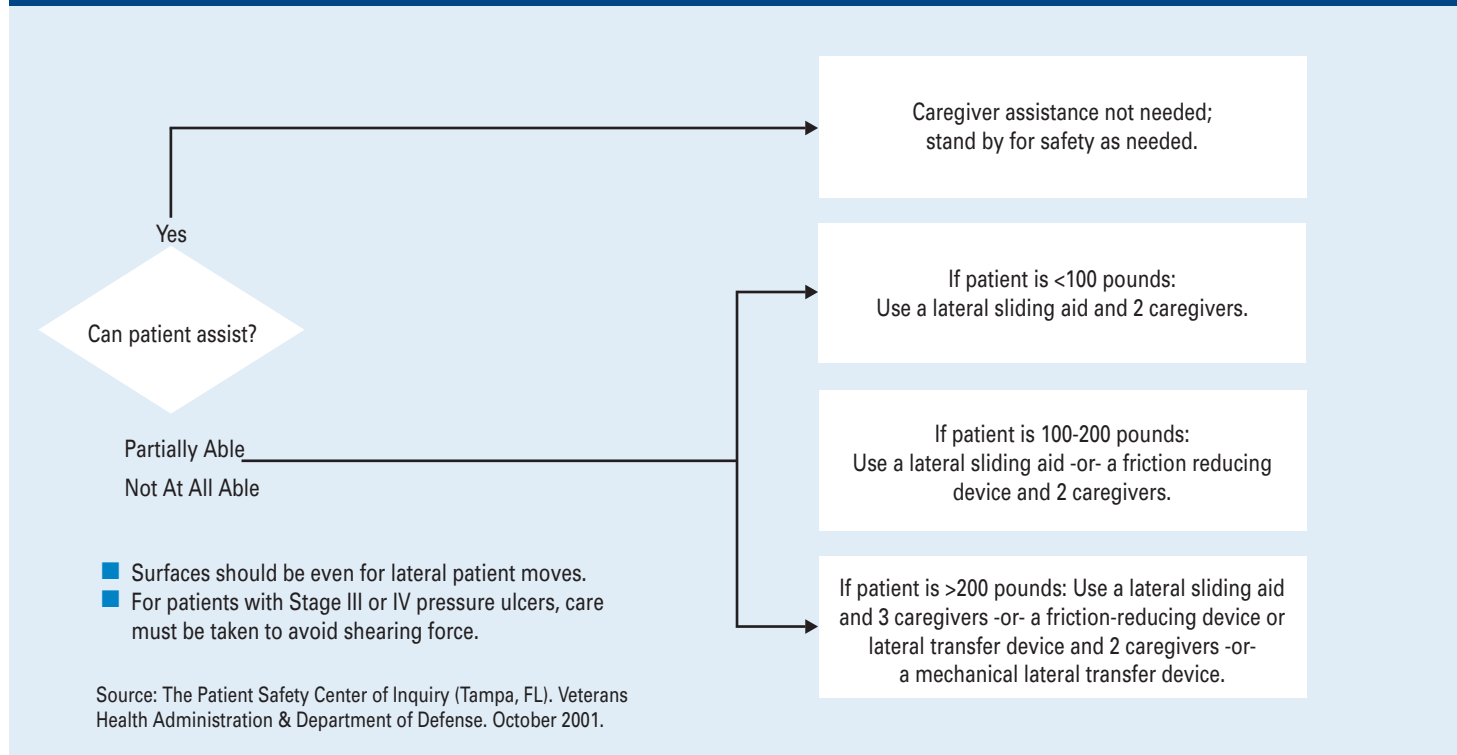 Caregiver assistance not needed;
stand by for safety as needed.
Yes
Can patient assist?
If patient is <100 pounds:
Use a lateral sliding aid and 2 caregivers.
Partially Able
Not At All Able
If patient is 100-200 pounds:
Use a lateral sliding aid -or- a friction reducing
device and 2 caregivers.
Surfaces should be even for lateral patient moves.
For patients with Stage III or IV pressure ulcers, care
must be taken to avoid shearing force.
If patient is >200 pounds: Use a lateral sliding aid
and 3 caregivers -or- a friction-reducing device or
lateral transfer device and 2 caregivers -or-
a mechanical lateral transfer device.
Source: The Patient Safety Center of Inquiry (Tampa, FL). Veterans
Health Administration & Department of Defense. October 2001.